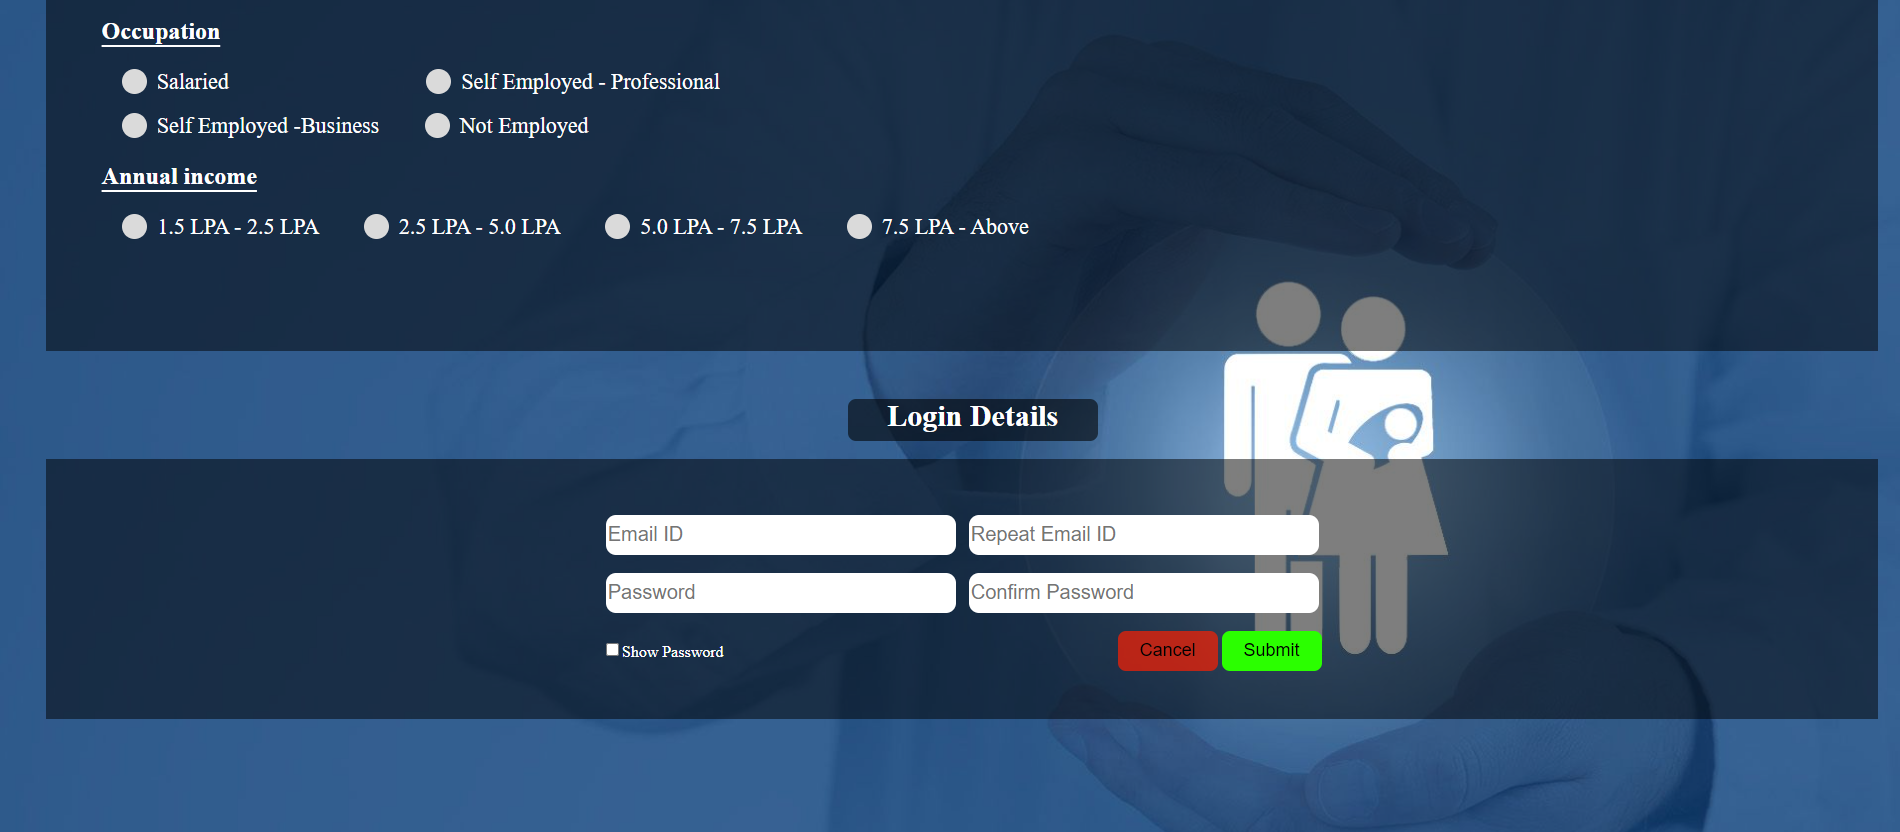 Occupation
Salaried Self Employed - Professional
Self Employed -Business Not Employed
Annual income
1.5 LPA - 2.5 LPA 2.5 LPA - 5.0 LPA 5.0 LPA - 7.5 LPA 7.5 LPA - Above
Login Details
Email ID Repeat Email ID
Password Confirm Password
Show Password Cancel Submit